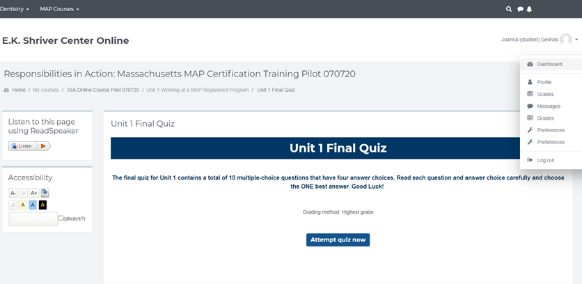 Dentistry MAP Courses
E.K. Shriver Center Online
Joanna (student) Gelinas
Responsibilities in Action: Massachusetts MAP Certification Training Pilot 070720
Home / My courses / RIA Online Course Pilot 070720 / Unit 1 Working at a MAP Registered Program / Unit 1 Final Quiz
Dashboard
Profile
Grades
Messages
Grades
Preferences
Preferences
Log out
Listen to this page
using ReadSpeaker
Listen
Accessibility
A- A A+
A A A A
(always?)
Unit 1 Final Quiz
Unit 1 Final Quiz
The final quiz for Unit 1 contains a total of 10 multiple-choice questions that have four answer choices. Read each question and answer choice carefully and choose
the ONE best answer. Good Luck!
Grading method: Highest grade
Attempt quiz now